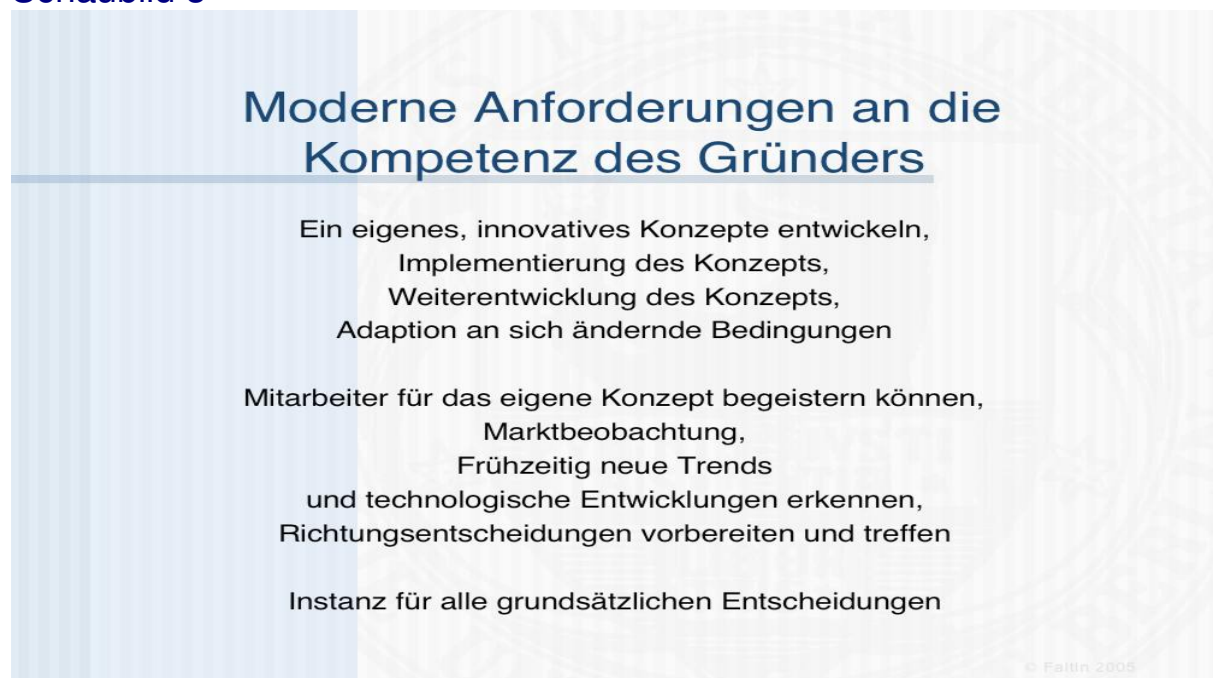 Moderne Anforderungen an die
Kompetenz des Gründers
Ein eigenes, innovatives Konzepte entwickeln,
Implementierung des Konzepts,
Weiterentwicklung des Konzepts,
Adaption an sich ändernde Bedingungen
Mitarbeiter für das eigene Konzept begeistern können,
Marktbeobachtung,
Frühzeitig neue Trends
und technologische Entwicklungen erkennen,
Richtungsentscheidungen vorbereiten und treffen
Instanz für alle grundsätzlichen Entscheidungen
© Faltin 2005